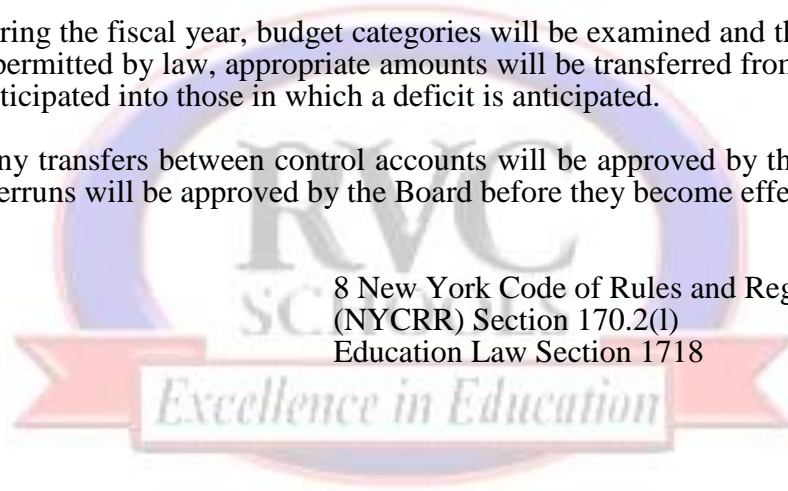 ring the fiscal year, budget categories will be examined and th
permitted by law, appropriate amounts will be transferred from
ticipated into those in which a deficit is anticipated.
ny transfers between control accounts will be approved by th
erruns will be approved by the Board before they become effe
RVC
SCHOOLS
8 New York Code of Rules and Reg
(NYCRR) Section 170.2(l)
Education Law Section 1718
Excellence in Education